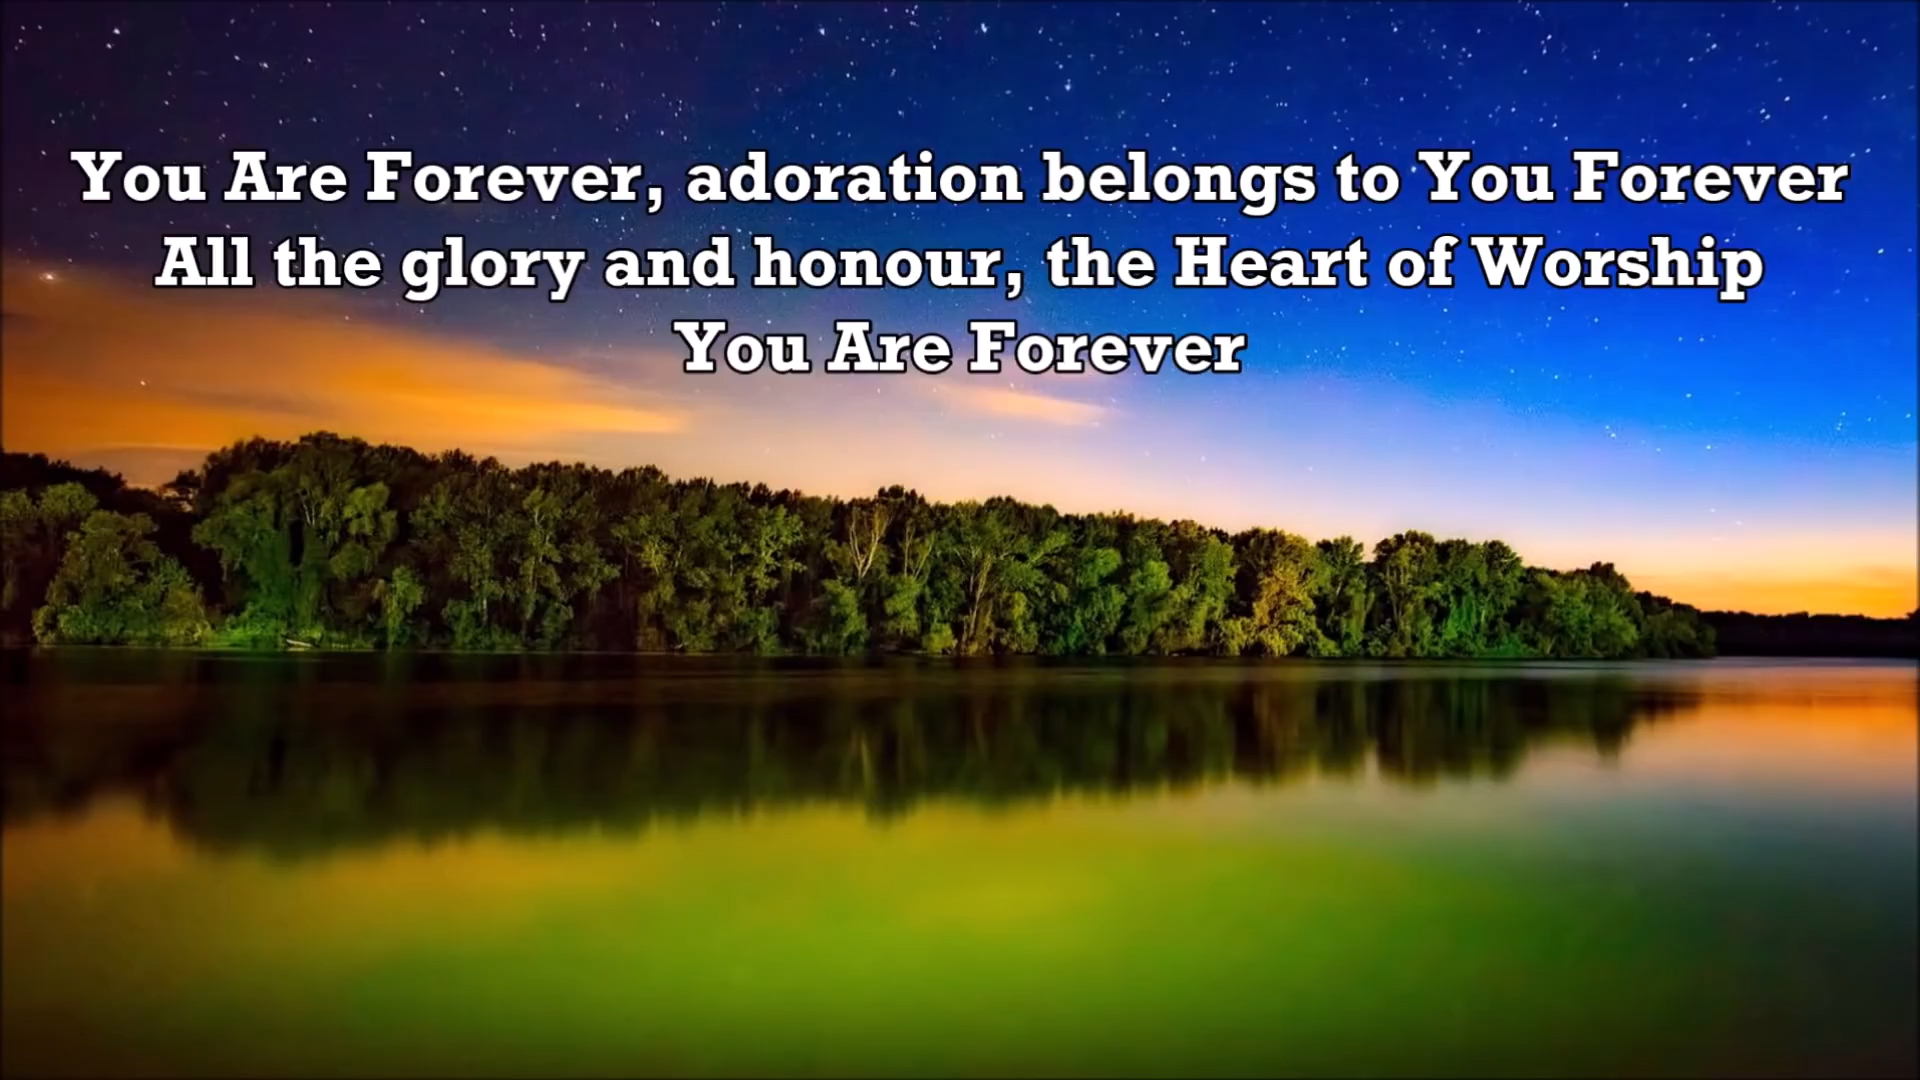 You Are Forever, adoration belongs to You Forever
All the glory and honour, the Heart of Worship
You Are Forever